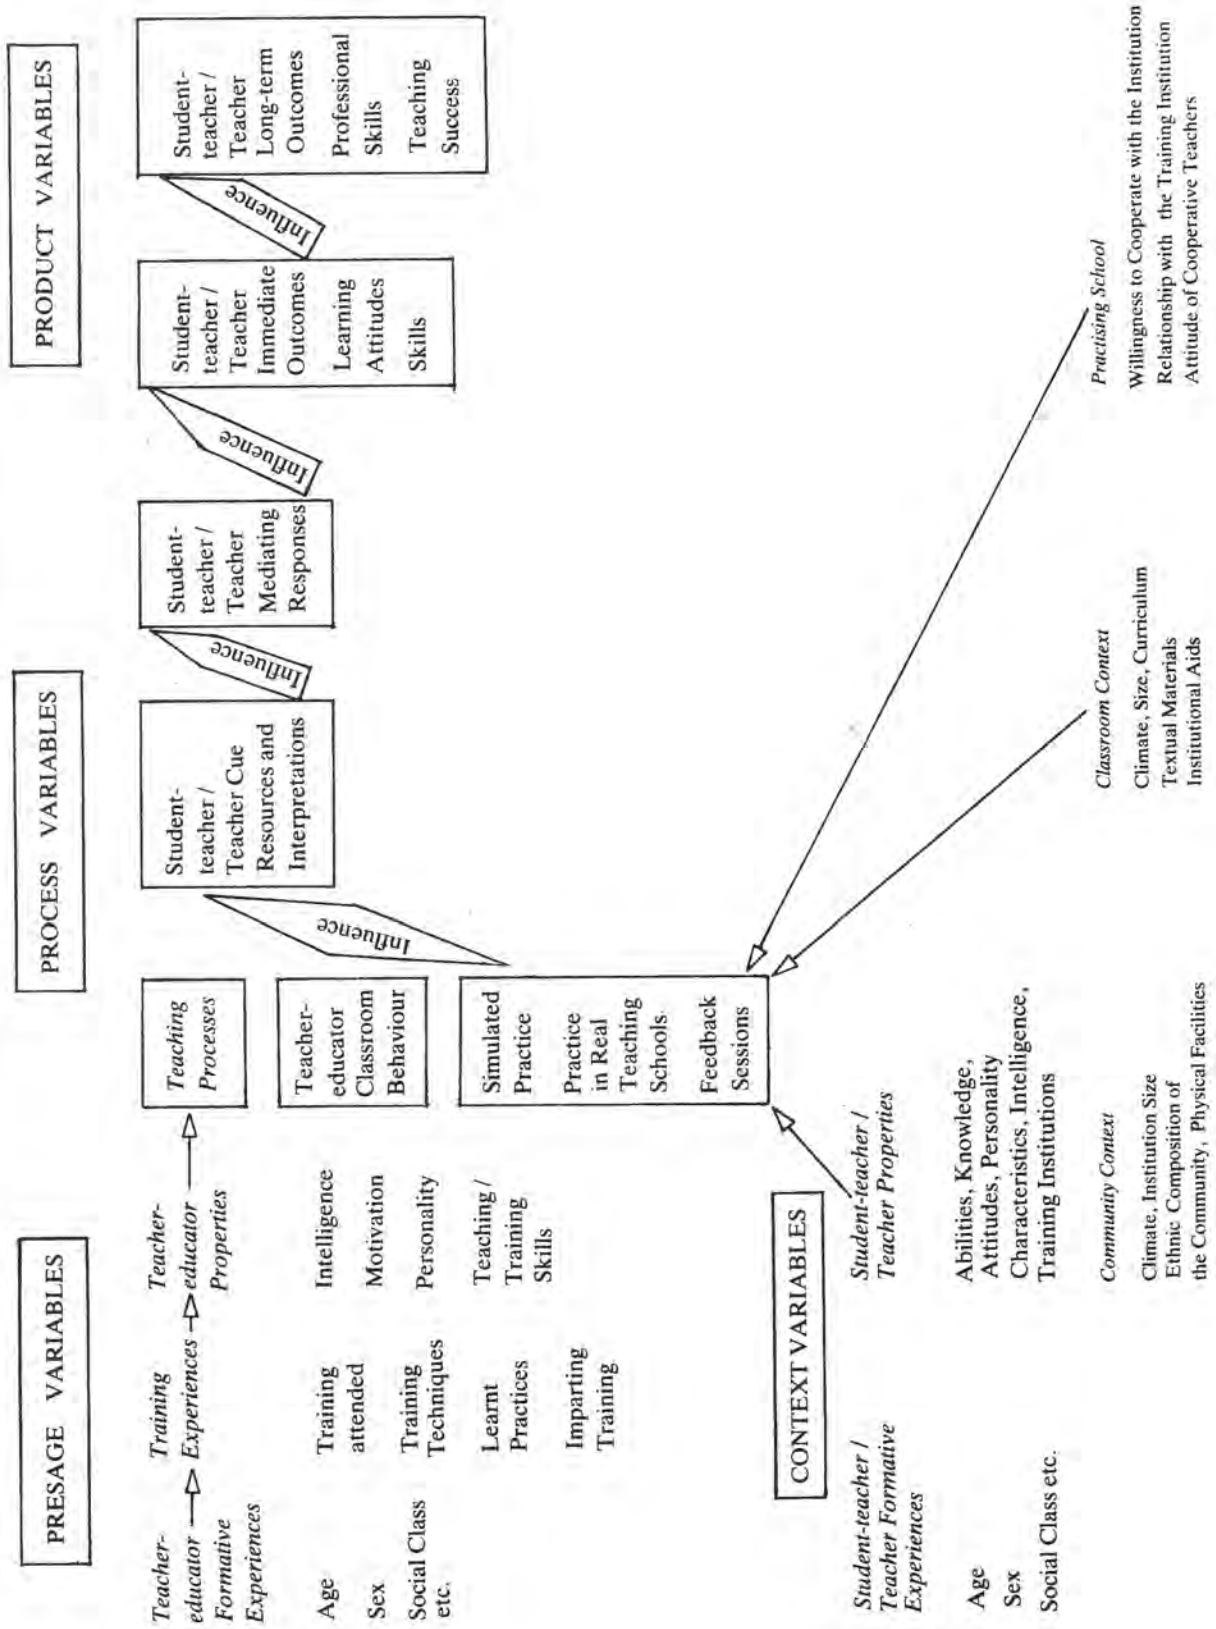 PRESAGE VARIABLES
PROCESS VARIABLES
PRODUCT VARIABLES
Teacher-
educator
Formative
Experiences
Age
Sex
Social Class
etc.
Training
Experiences
Training
attended
Training
Techniques
Learnt
Practices
Imparting
Training
Teacher-
educator
Properties
Intelligence
Motivation
Personality
Teaching /
Training
Skills
Teaching
Processes
Teacher-
educator
Classroom
Behaviour
Simulated
Practice
Practice
in Real
Teaching
Schools.
Feedback
Sessions
Influence
Student-
teacher /
Teacher Cue
Resources and
Interpretations
Influence
Student-
teacher /
Teacher
Mediating
Responses
Influence
Student-
teacher /
Teacher
Immediate
Outcomes
Learning
Attitudes
Skills
Influence
Student-
teacher /
Teacher
Long-term
Outcomes
Professional
Skills
Teaching
Success
CONTEXT VARIABLES
Student-teacher /
Teacher Formative
Experiences
Age
Sex
Social Class etc.
Student-teacher /
Teacher Properties
Abilities, Knowledge,
Attitudes, Personality
Characteristics, Intelligence,
Training Institutions
Community Context
Climate, Institution Size
Ethnic Composition of
the Community, Physical Facilities
Classroom Context
Climate, Size, Curriculum
Textual Materials
Institutional Aids
Practising School
Willingness to Cooperate with the Institution
Relationship with the Training Institution
Attitude of Cooperative Teachers